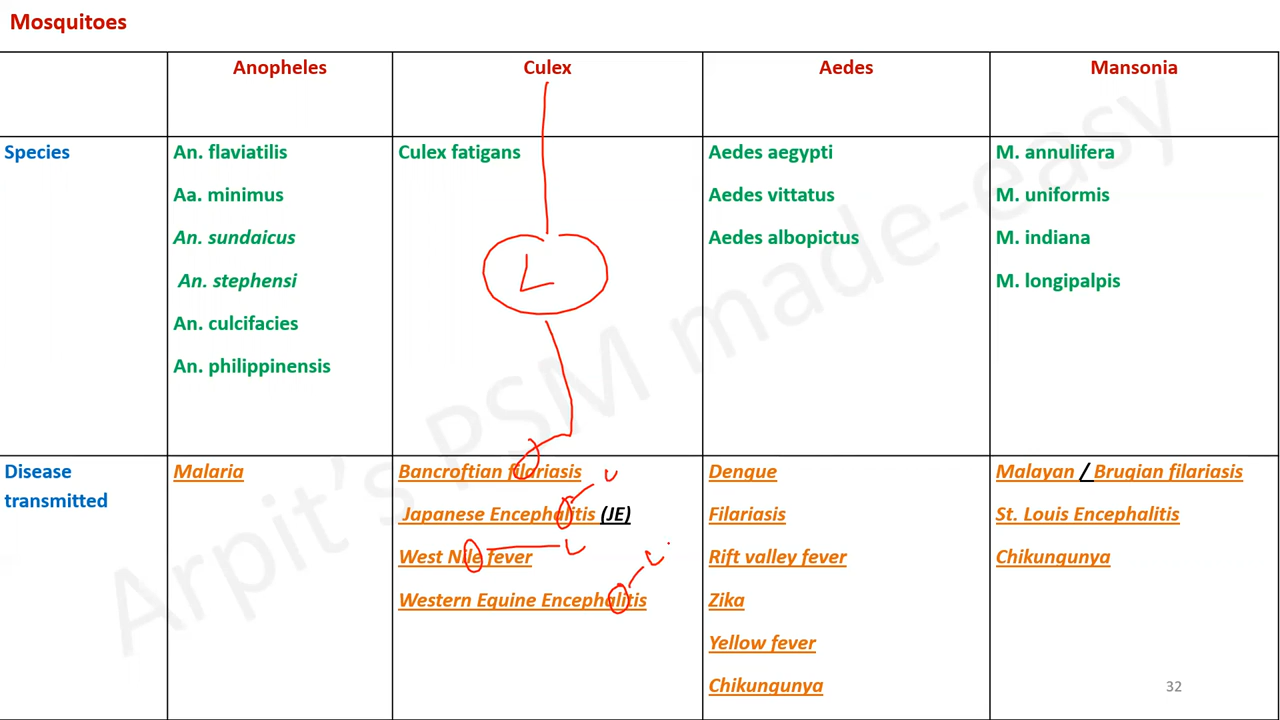 Mosquitoes
Anopheles Culex Aedes Mansonia
Species An. flaviatilis Culex fatigans Aedes aegypti M. annulifera
Aa. minimus Aedes vittatus M. uniformis
An. sundaicus Aedes albopictus M. indiana
An. stephensi M. longipalpis
An. culcifacies
An. philippinensis
L
Disease Malaria Bancroftian filariasis Dengue Malayan / Brugian filariasis
transmitted Japanese Encephalitis (JE) Filariasis St. Louis Encephalitis
West Nile fever L Rift valley fever Chikungunya
Western Equine Encephalitis L Zika
Yellow fever
Chikungunya
32
Arpit's PSM made-easy